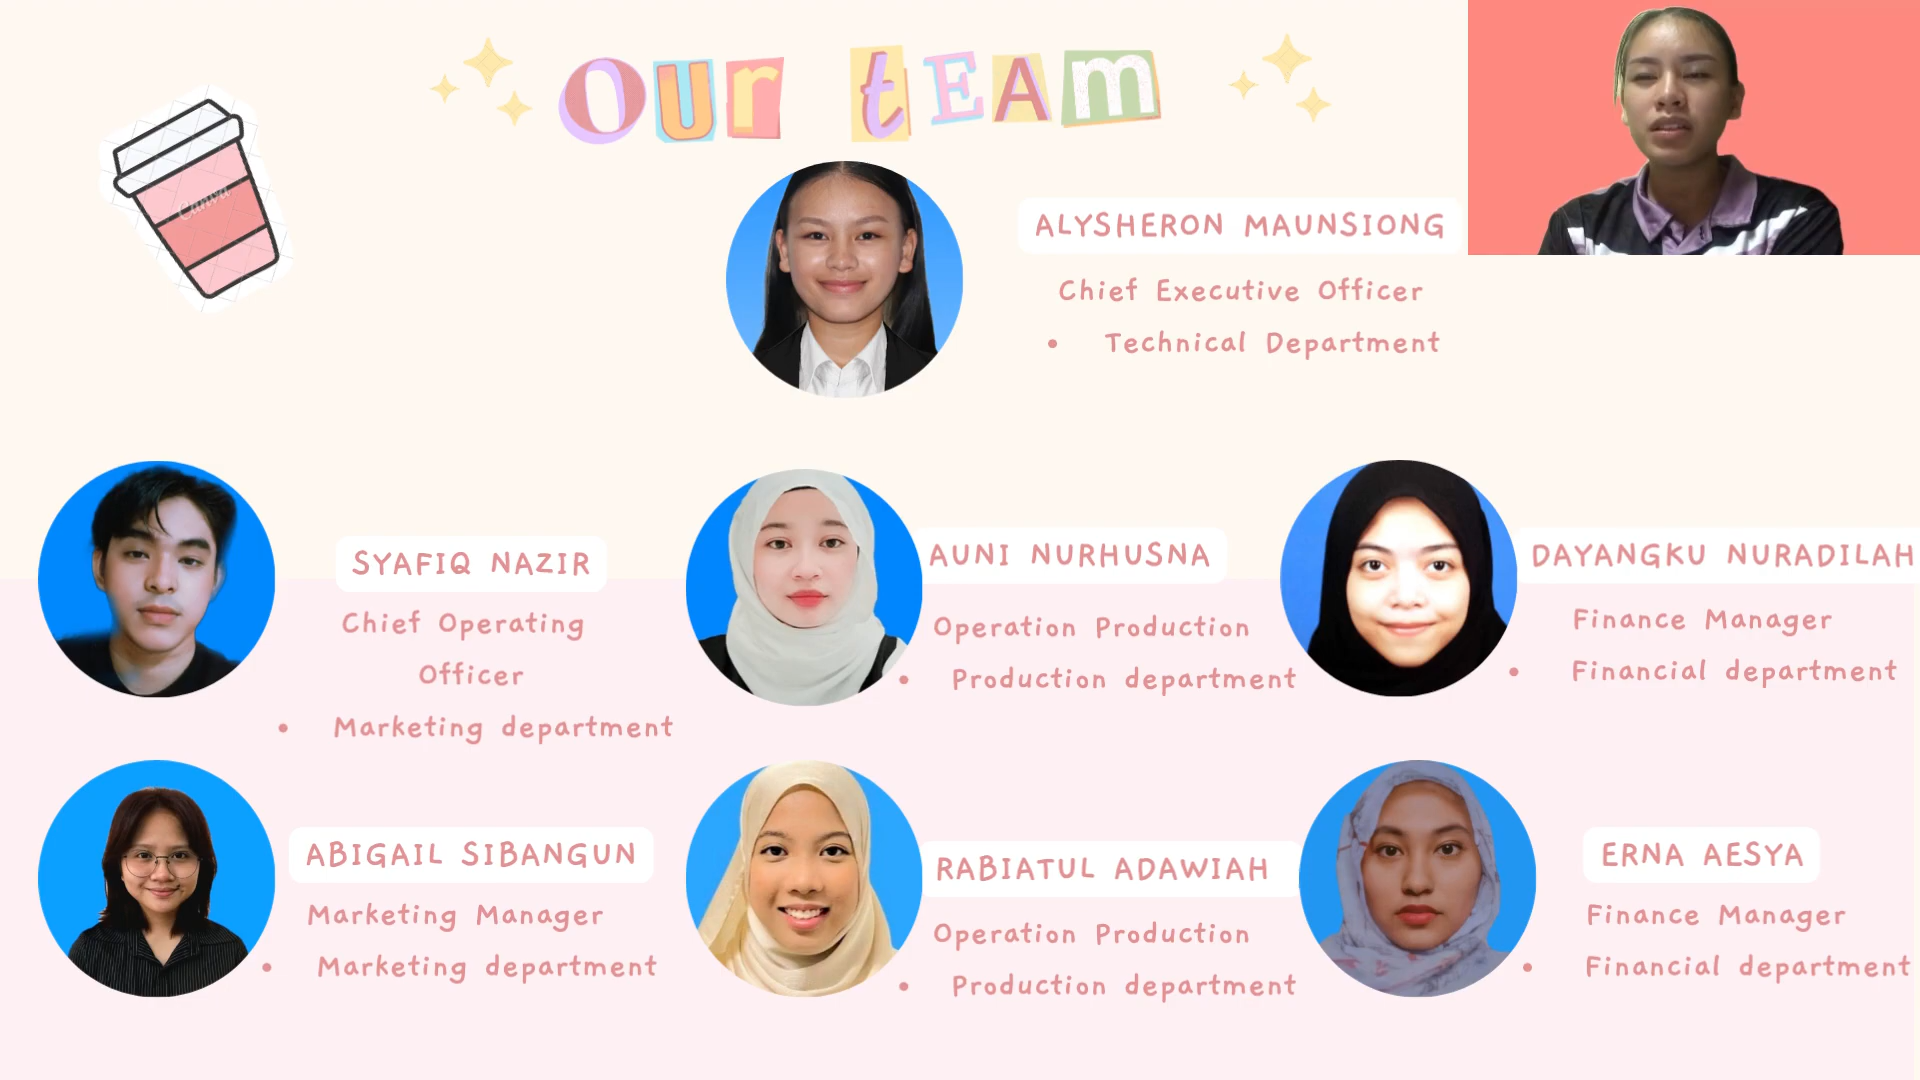 Our tEAm
Canva
ALYSHERON MAUNSIONG
Chief Executive Officer
• Technical Department
SYAFIQ NAZIR
Chief Operating
Officer
• Marketing department
AUNI NURHUSNA
Operation Production
• Production department
DAYANGKU NURADILAH
Finance Manager
• Financial department
ABIGAIL SIBANGUN
Marketing Manager
• Marketing department
RABIATUL ADAWIAH
Operation Production
• Production department
ERNA AESYA
Finance Manager
• Financial department